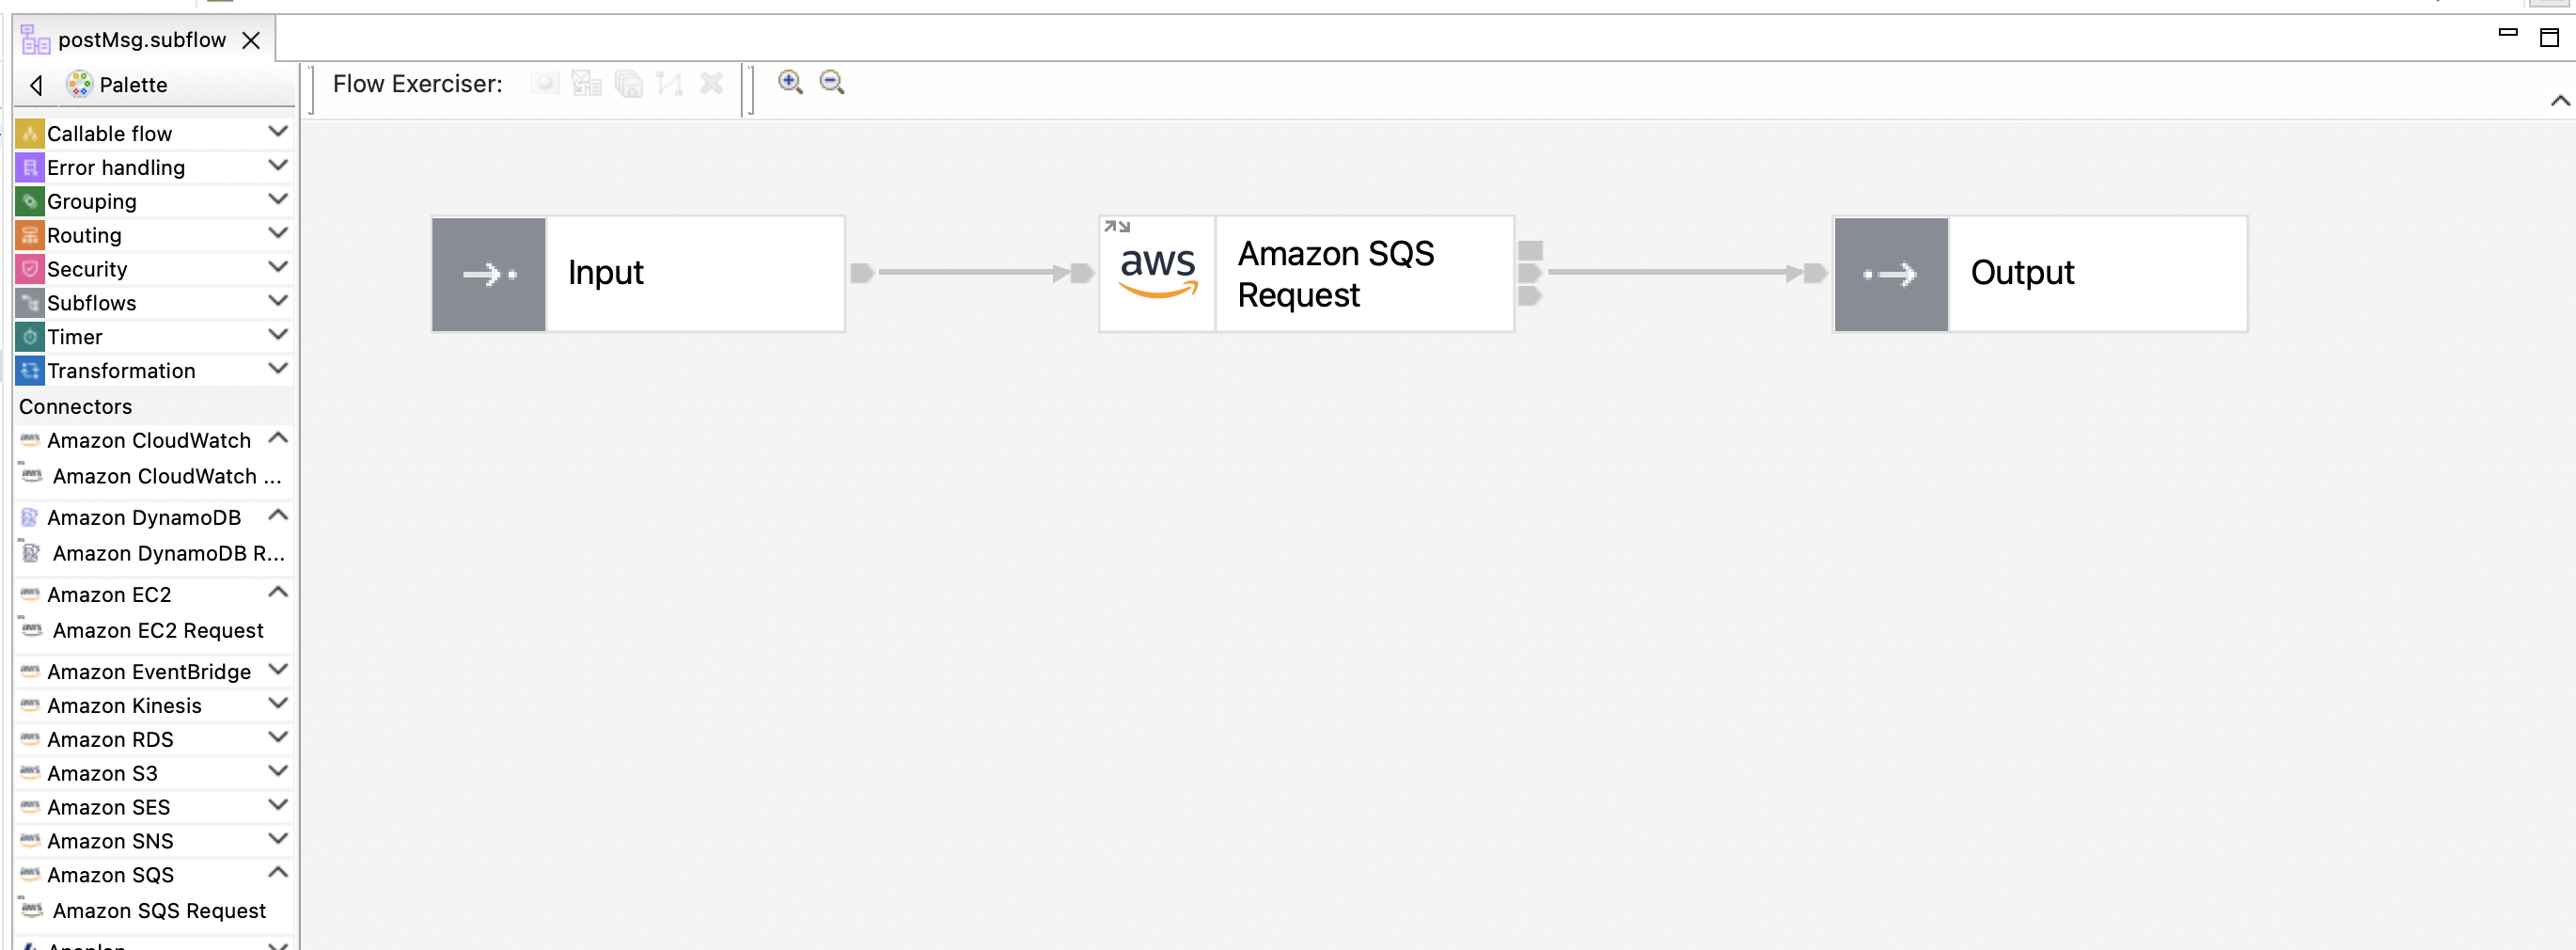 postMsg.subflow
Palette
Flow Exerciser:
Callable flow
Error handling
Grouping
Routing
Security
Subflows
Timer
Transformation
Connectors
Amazon CloudWatch
Amazon CloudWatch ...
Amazon DynamoDB
Amazon DynamoDB R...
Amazon EC2
Amazon EC2 Request
Amazon EventBridge
Amazon Kinesis
Amazon RDS
Amazon S3
Amazon SES
Amazon SNS
Amazon SQS
Amazon SQS Request
Input
aws
Amazon SQS
Request
Output